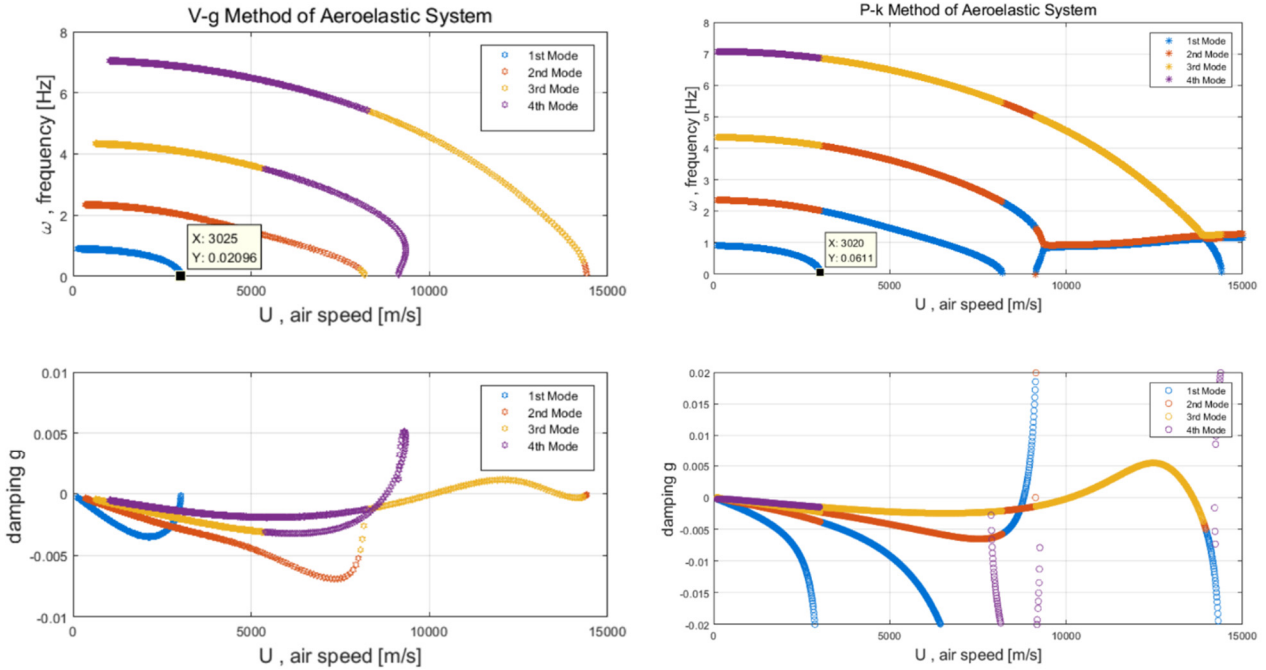 V-g Method of Aeroelastic System
8
6
4
2
0
ω , frequency [Hz]
1st Mode
2nd Mode
3rd Mode
4th Mode
X: 3025
Y: 0.02096
0
5000
10000
15000
U , air speed [m/s]
P-k Method of Aeroelastic System
8
7
6
5
4
3
2
1
0
ω , frequency [Hz]
1st Mode
2nd Mode
3rd Mode
4th Mode
X: 3020
Y: 0.0611
0
5000
10000
15000
U , air speed [m/s]
0.01
0.005
0
-0.005
-0.01
damping g
1st Mode
2nd Mode
3rd Mode
4th Mode
0
5000
10000
15000
U , air speed [m/s]
0.02
0.015
0.01
0.005
0
-0.005
-0.01
-0.015
-0.02
damping g
1st Mode
2nd Mode
3rd Mode
4th Mode
0
5000
10000
15000
U , air speed [m/s]